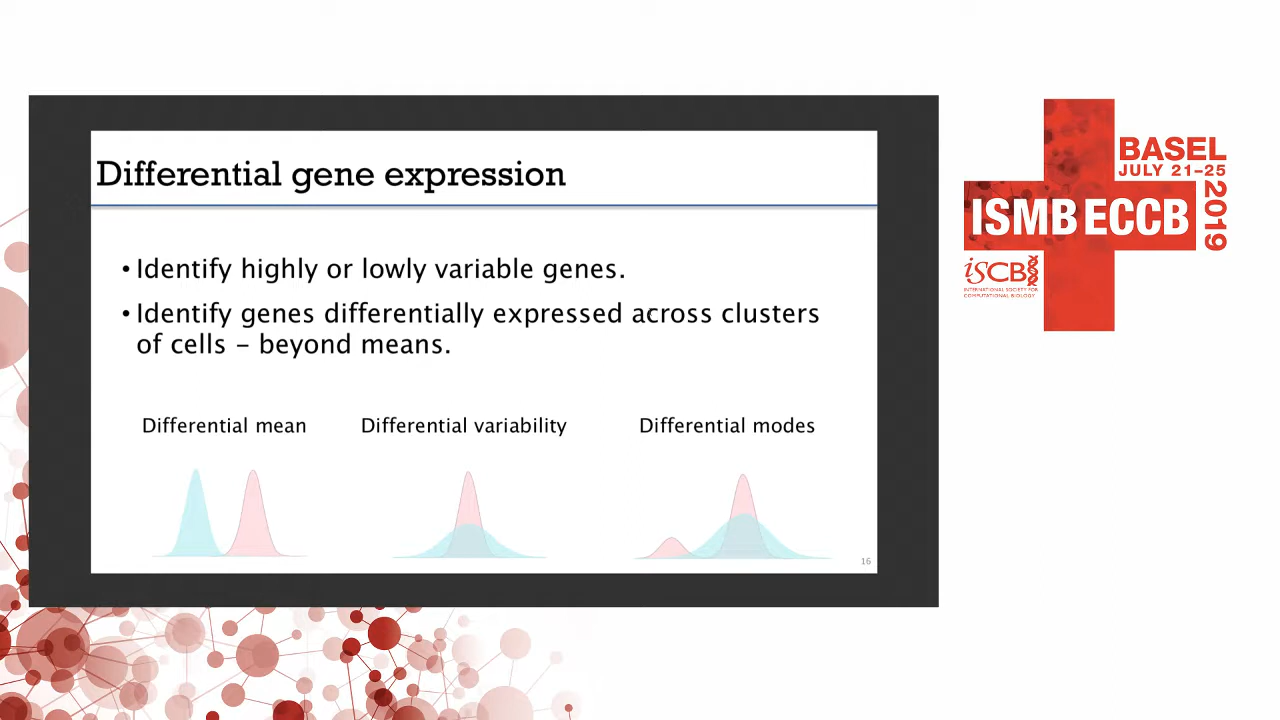 Differential gene expression
• Identify highly or lowly variable genes.
• Identify genes differentially expressed across clusters
of cells – beyond means.
Differential mean
Differential variability
Differential modes
16
BASEL
JULY 21–25
2019
ISMB ECCB
iSCB
INTERNATIONAL SOCIETY FOR
COMPUTATIONAL BIOLOGY